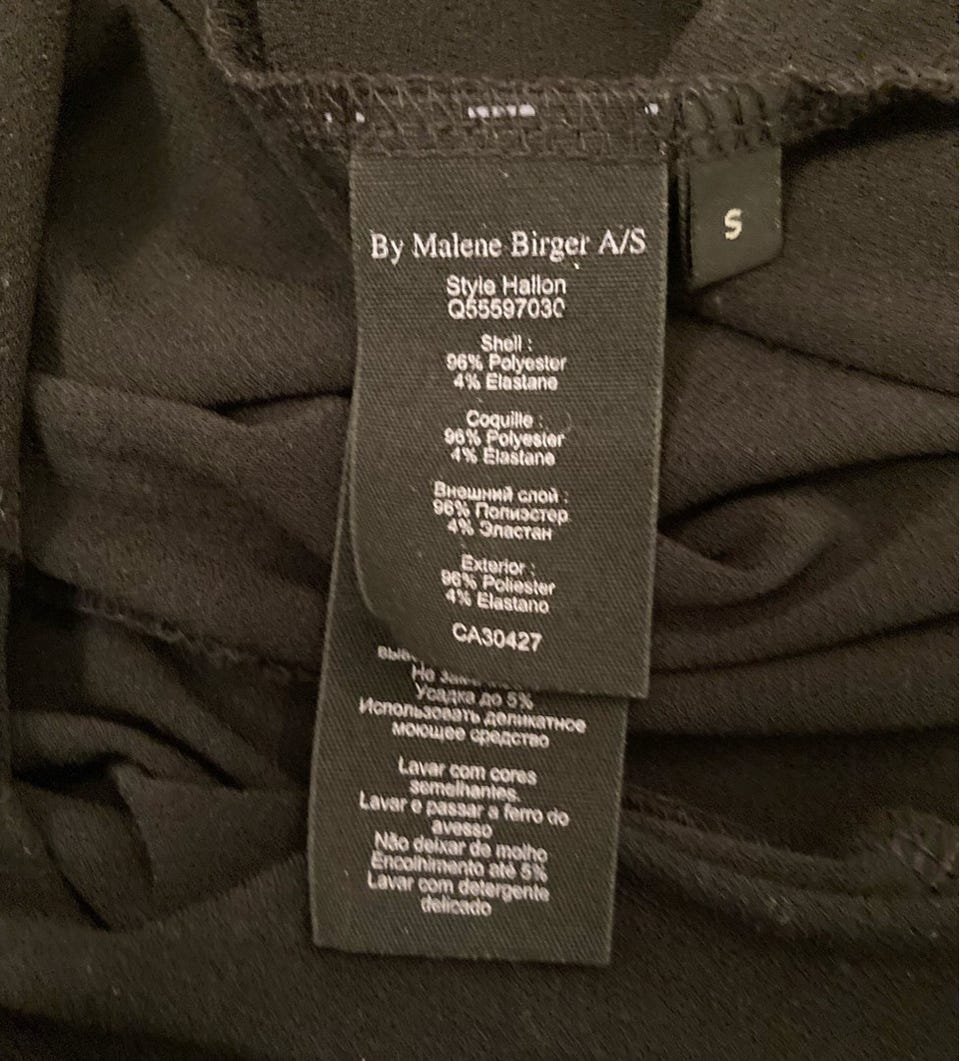 By Malene Birger A/S
S
Style Hallon
Q55597030
Shell :
96% Polyester
4% Elastane
Coquille :
96% Polyester
4% Elastane
Внешний слой :
96% Полиэстер
4% Эластан
Exterior :
96% Poliester
4% Elastano
CA30427
Не
Усадка до 5%
Использовать деликатное
моющее средство
Lavar com cores
semelhantes.
Lavar e passar a ferro do
avesso
Não deixar de molho
Encolhimento até 5%
Lavar com detergente
delicado